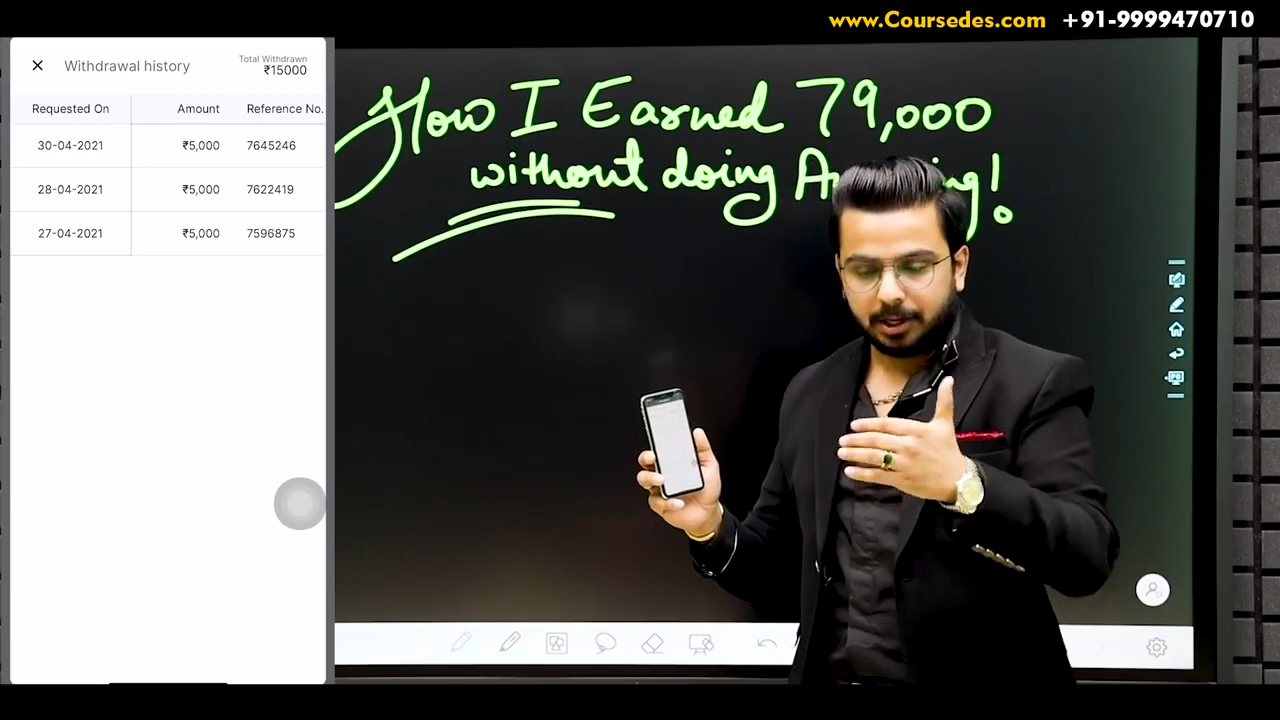 www.Coursedes.com +91-9999470710
Withdrawal history
Total Withdrawn
₹15000
Requested On Amount Reference No.
30-04-2021 ₹5,000 7645246
28-04-2021 ₹5,000 7622419
27-04-2021 ₹5,000 7596875
How I Earned 79,000
without doing